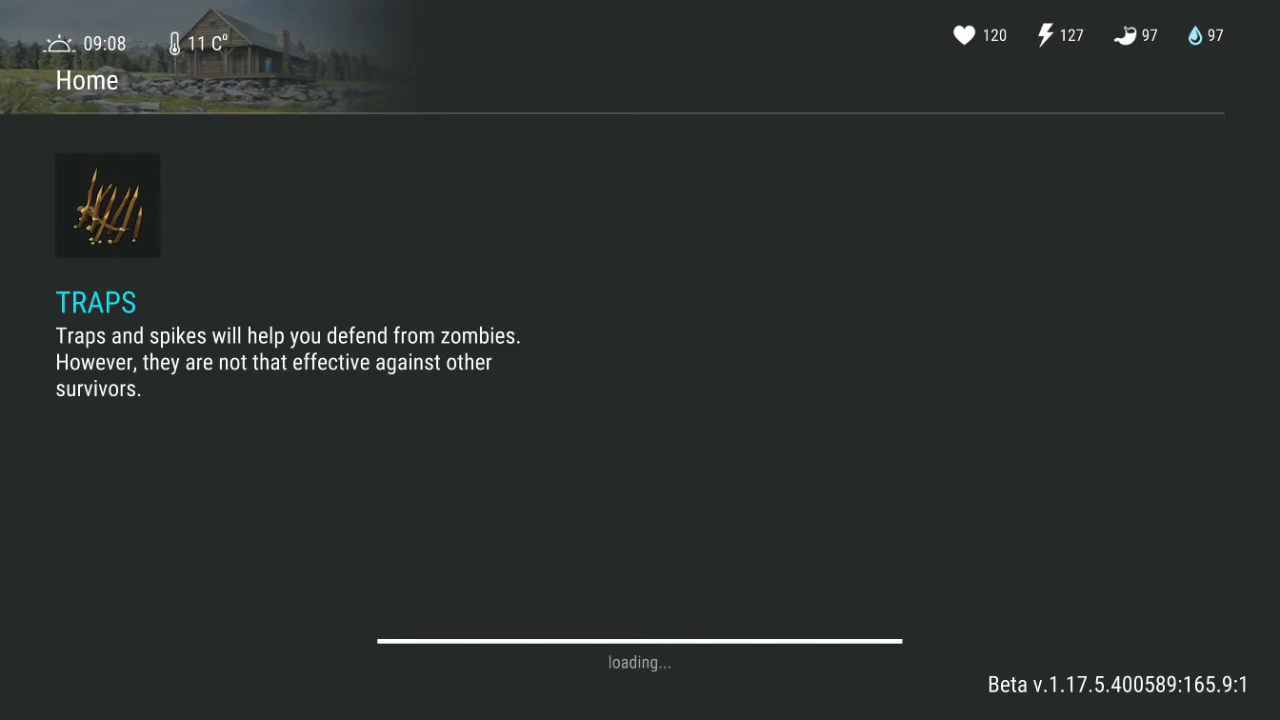 09:08 11 C° 120 127 97 97
Home
TRAPS
Traps and spikes will help you defend from zombies.
However, they are not that effective against other
survivors.
loading...
Beta v.1.17.5.400589:165.9:1